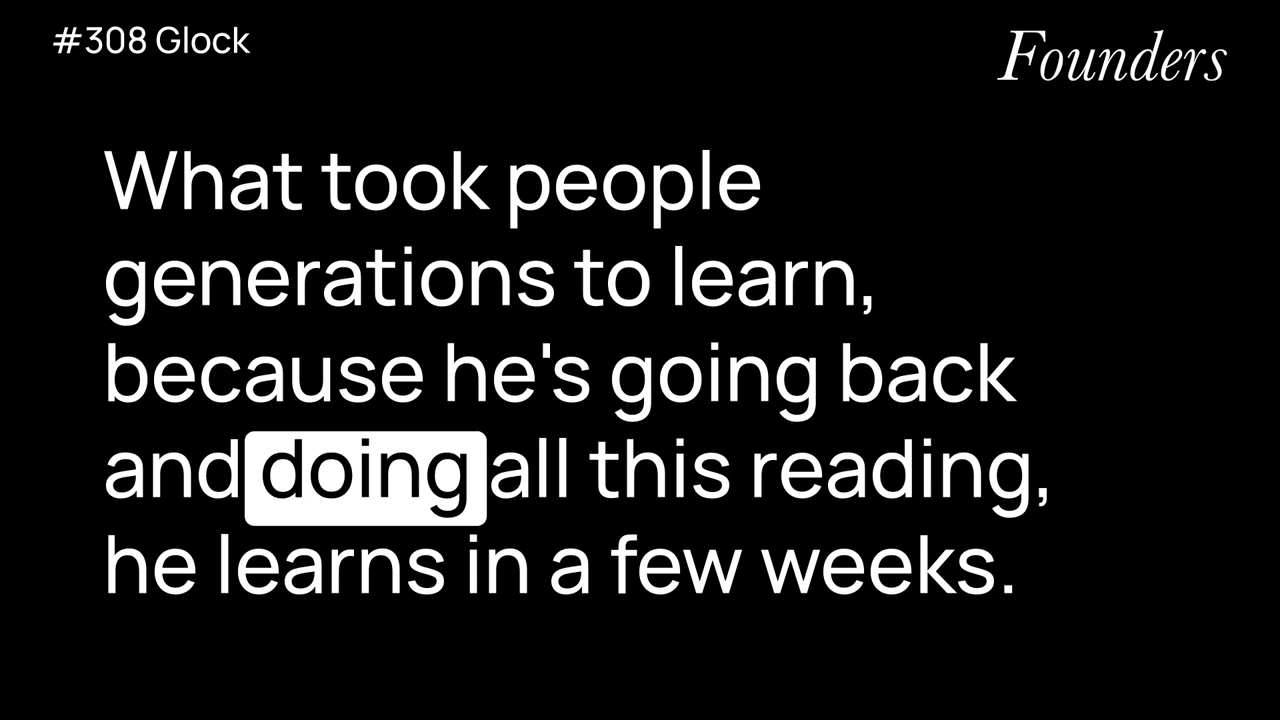 #308 Glock
Founders
What took people
generations to learn,
because he's going back
and doing all this reading,
he learns in a few weeks.